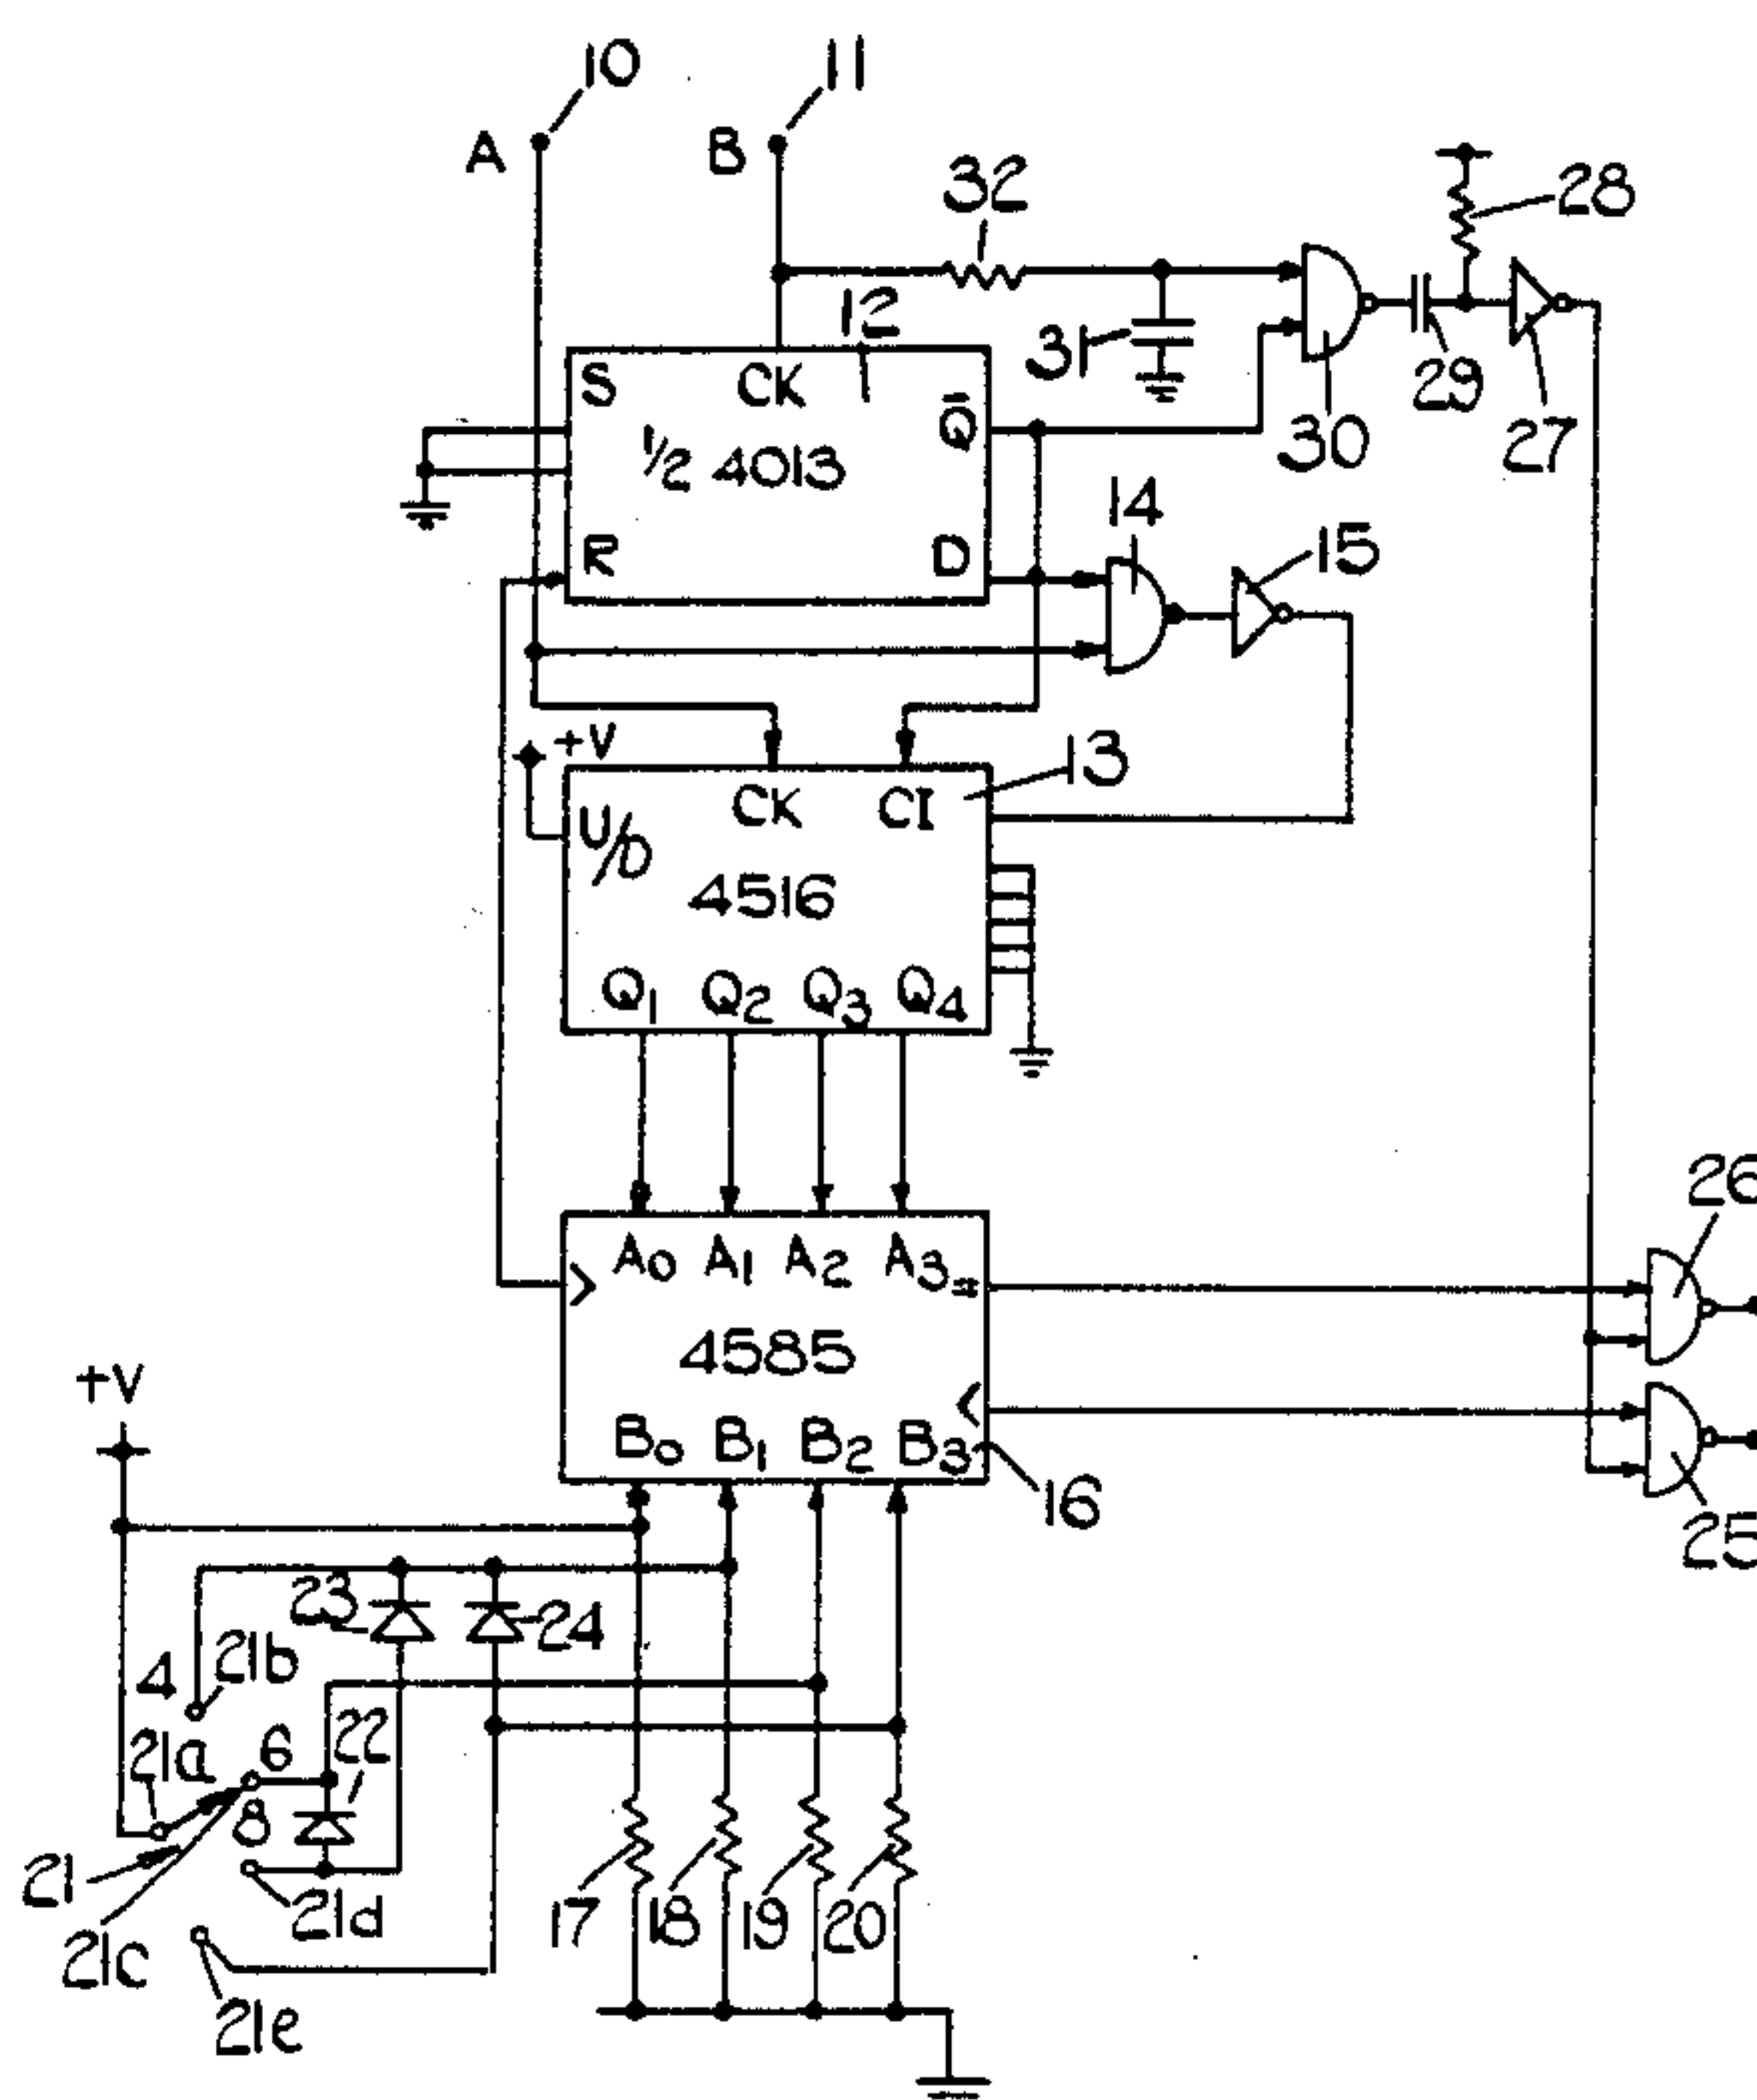 10
11
A
B
32
28
12
S
CK
31
Q̄
½ 4013
30
29
27
14
15
R
D
+V
13
U/D
CK
CI
4516
Q1
Q2
Q3
Q4
26
A0
A1
A2
A3
=
>
4585
<
+V
B0
B1
B2
B3
16
25
23
24
4
21b
21a
6
22
8
21
21c
21d
17
18
19
20
21e